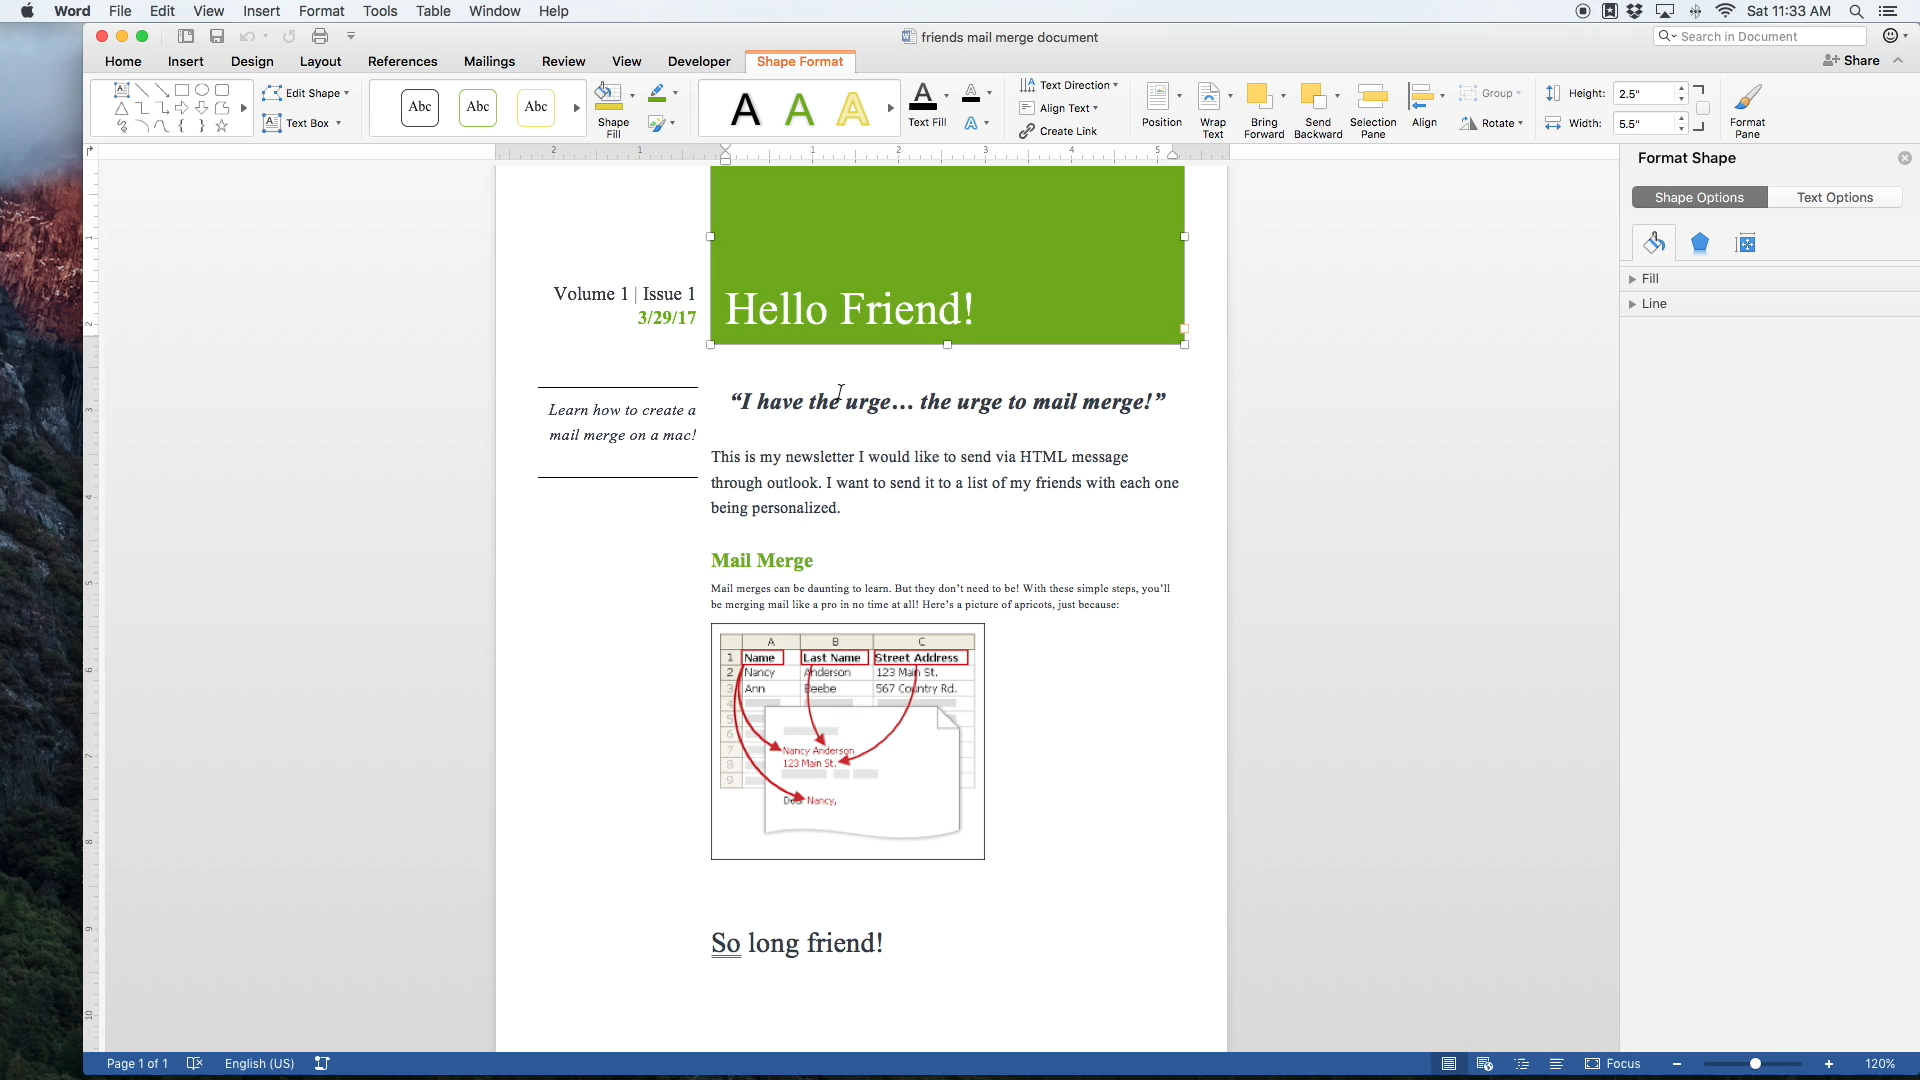 Word File Edit View Insert Format Tools Table Window Help
Sat 11:33 AM
friends mail merge document
Search in Document
Home Insert Design Layout References Mailings Review View Developer Shape Format
Share
Edit Shape
Text Box
Abc Abc Abc
Shape Fill
A A A
Text Fill
Text Direction
Align Text
Create Link
Position
Wrap Text
Bring Forward
Send Backward
Selection Pane
Align
Group
Rotate
Height: 2.5"
Width: 5.5"
Format Pane
Format Shape
Shape Options Text Options
Fill
Line
Volume 1 | Issue 1
3/29/17
Hello Friend!
Learn how to create a
mail merge on a mac!
“I have the urge… the urge to mail merge!”
This is my newsletter I would like to send via HTML message
through outlook. I want to send it to a list of my friends with each one
being personalized.
Mail Merge
Mail merges can be daunting to learn. But they don’t need to be! With these simple steps, you’ll
be merging mail like a pro in no time at all! Here’s a picture of apricots, just because:
A B C
1 Name Last Name Street Address
2 Nancy Anderson 123 Main St.
3 Ann Beebe 567 Country Rd.
4
5
6
7
8
9
Nancy Anderson
123 Main St.
Dear Nancy,
So long friend!
Page 1 of 1 English (US) Focus 120%